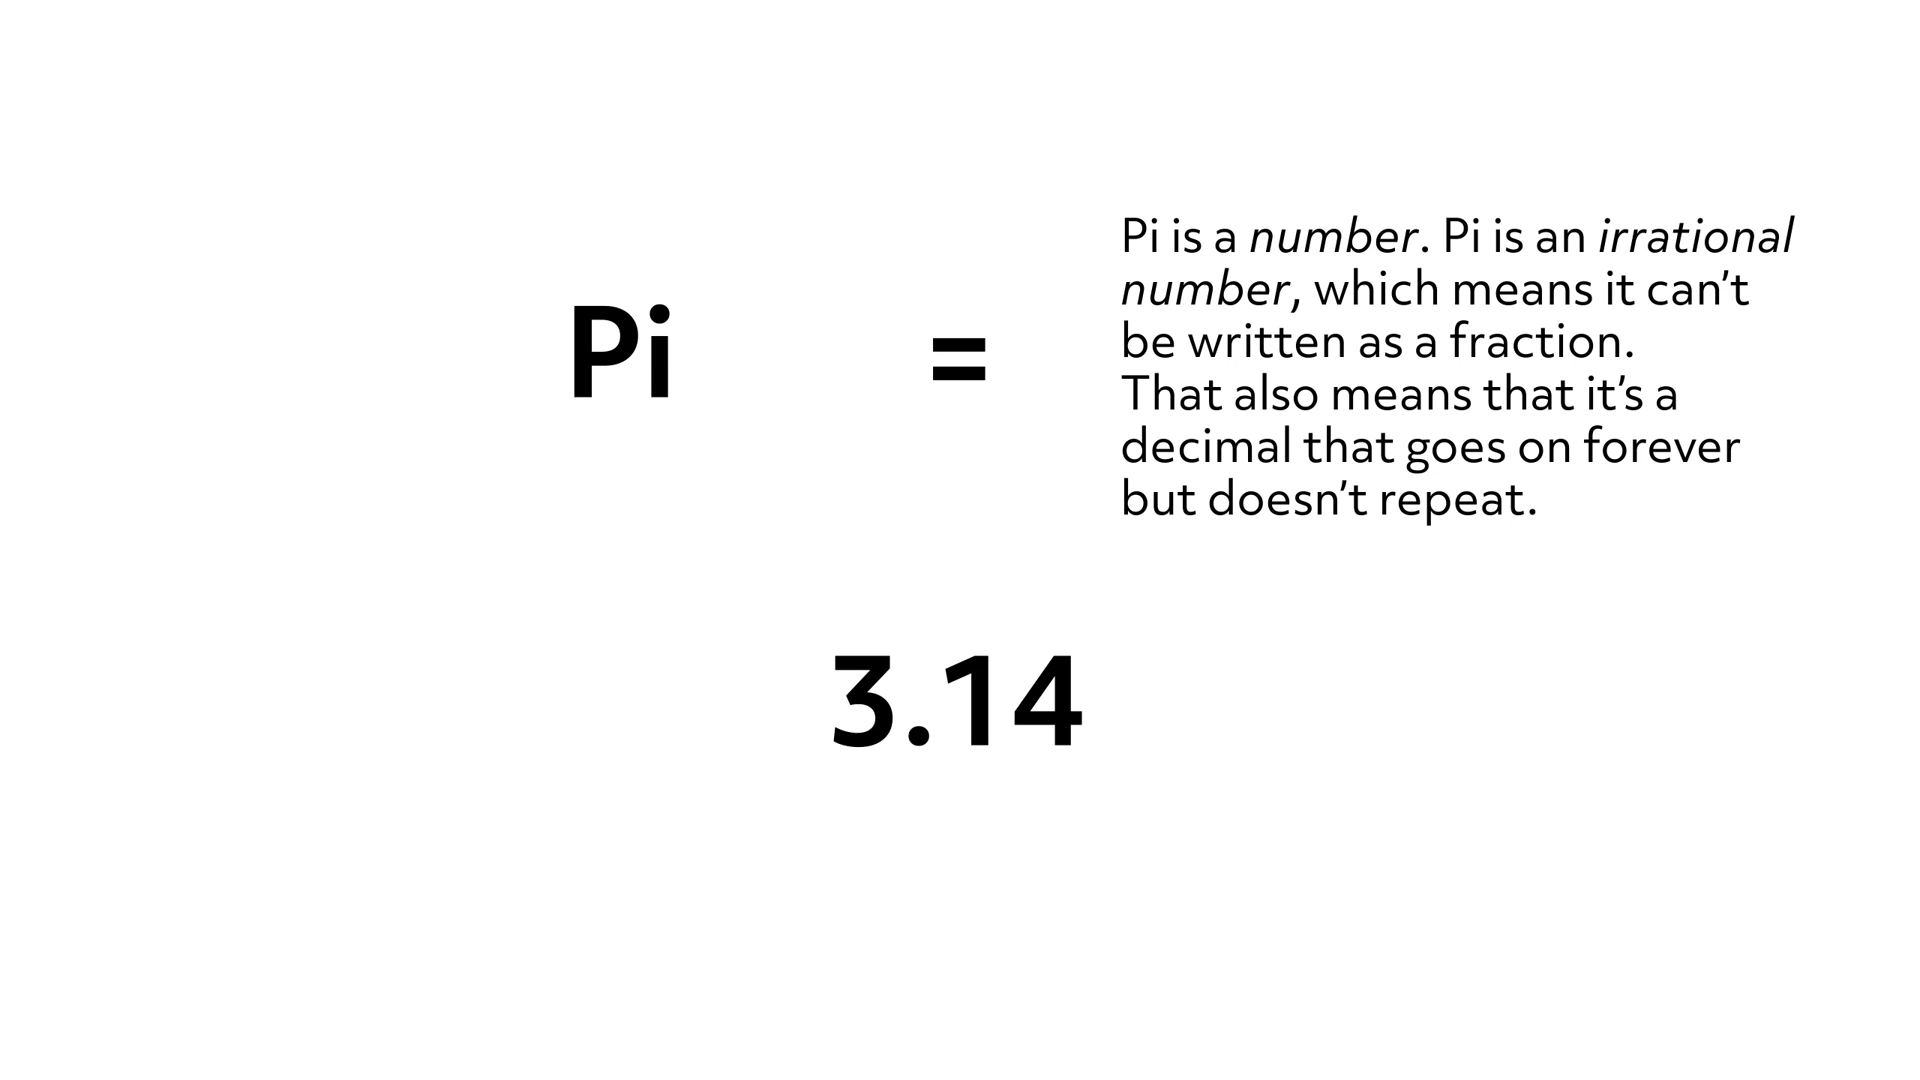 Pi
=
Pi is a number. Pi is an irrational
number, which means it can’t
be written as a fraction.
That also means that it’s a
decimal that goes on forever
but doesn’t repeat.
3.14